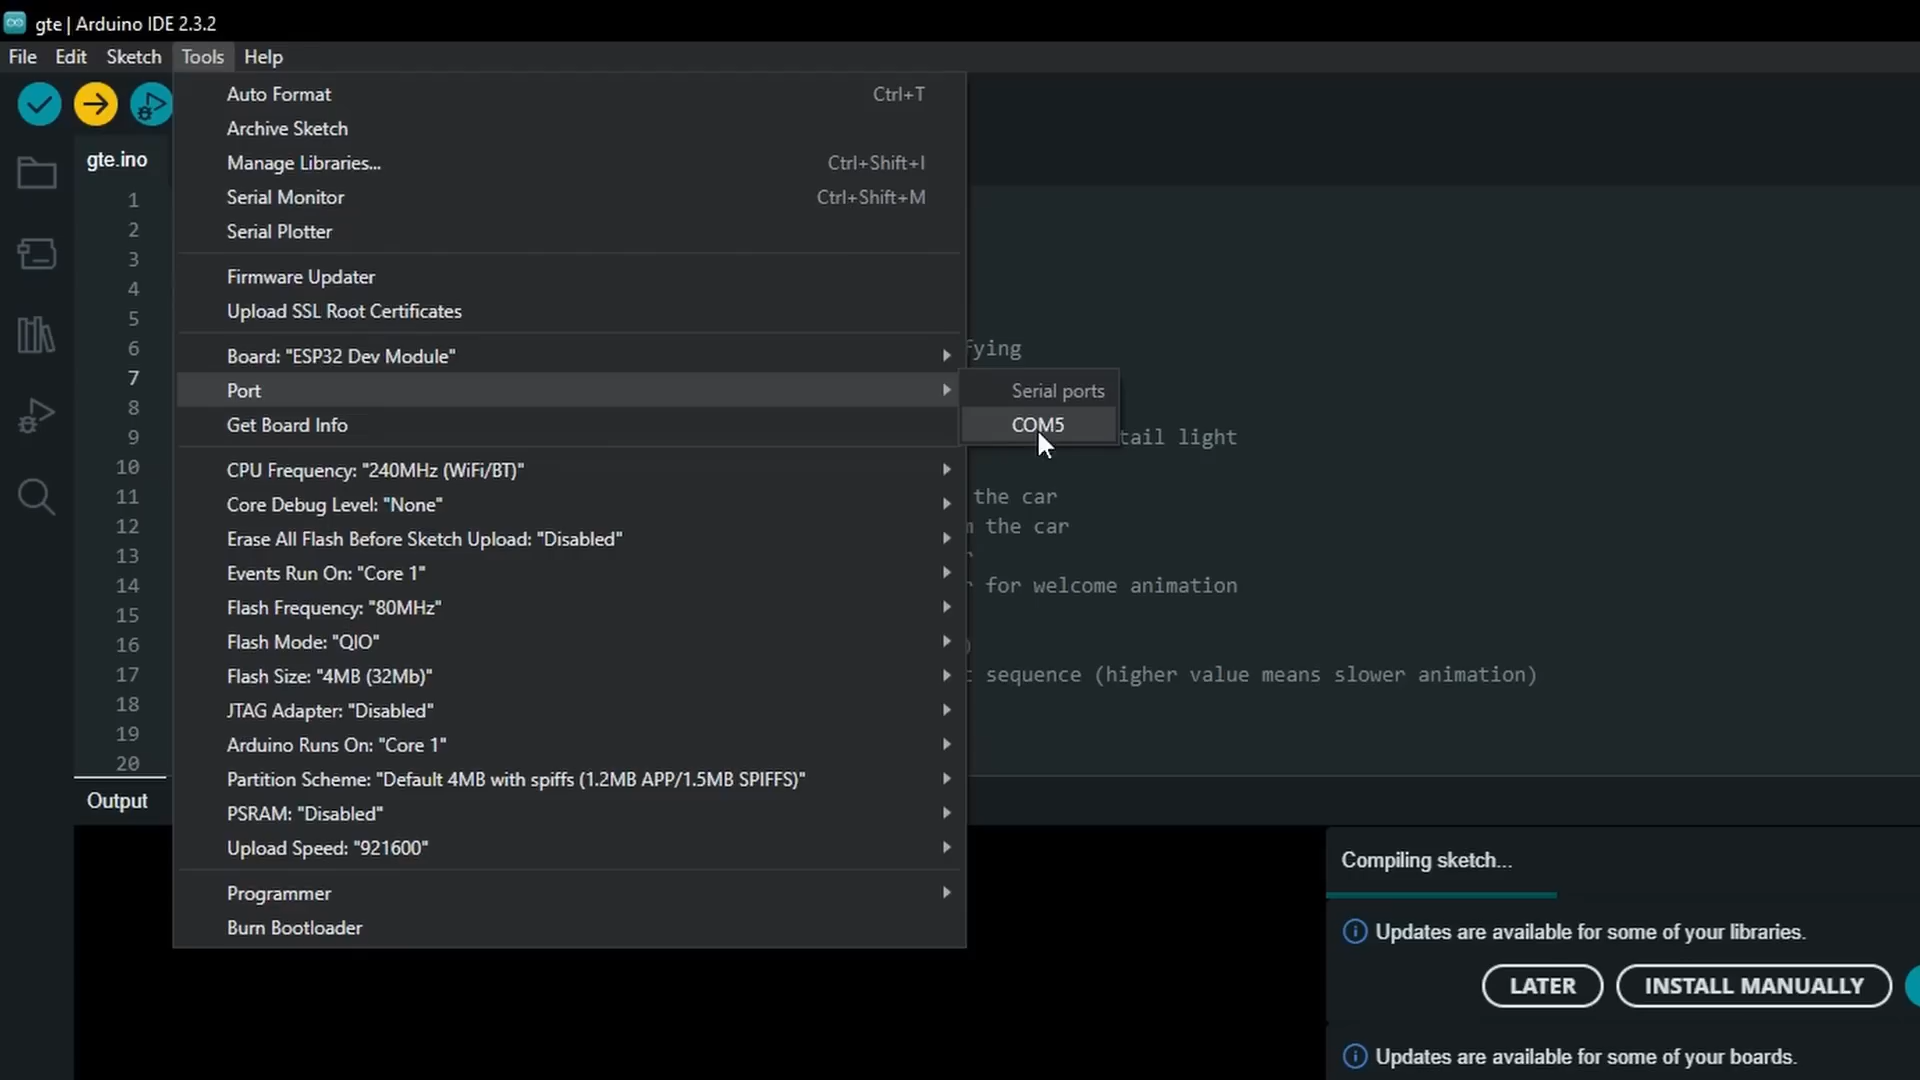 gte | Arduino IDE 2.3.2
File Edit Sketch Tools Help
gte.ino
Auto Format Ctrl+T
Archive Sketch
Manage Libraries... Ctrl+Shift+I
Serial Monitor Ctrl+Shift+M
Serial Plotter
Firmware Updater
Upload SSL Root Certificates
Board: "ESP32 Dev Module"
Port
Get Board Info
CPU Frequency: "240MHz (WiFi/BT)"
Core Debug Level: "None"
Erase All Flash Before Sketch Upload: "Disabled"
Events Run On: "Core 1"
Flash Frequency: "80MHz"
Flash Mode: "QIO"
Flash Size: "4MB (32Mb)"
JTAG Adapter: "Disabled"
Arduino Runs On: "Core 1"
Partition Scheme: "Default 4MB with spiffs (1.2MB APP/1.5MB SPIFFS)"
PSRAM: "Disabled"
Upload Speed: "921600"
Programmer
Burn Bootloader
Serial ports
COM5
1
2
3
4
5
6
7
8
9 tail light
10
11 the car
12 the car
13
14 for welcome animation
15
16 )
17 sequence (higher value means slower animation)
18
19
20
Output
Compiling sketch...
Updates are available for some of your libraries.
LATER INSTALL MANUALLY
Updates are available for some of your boards.